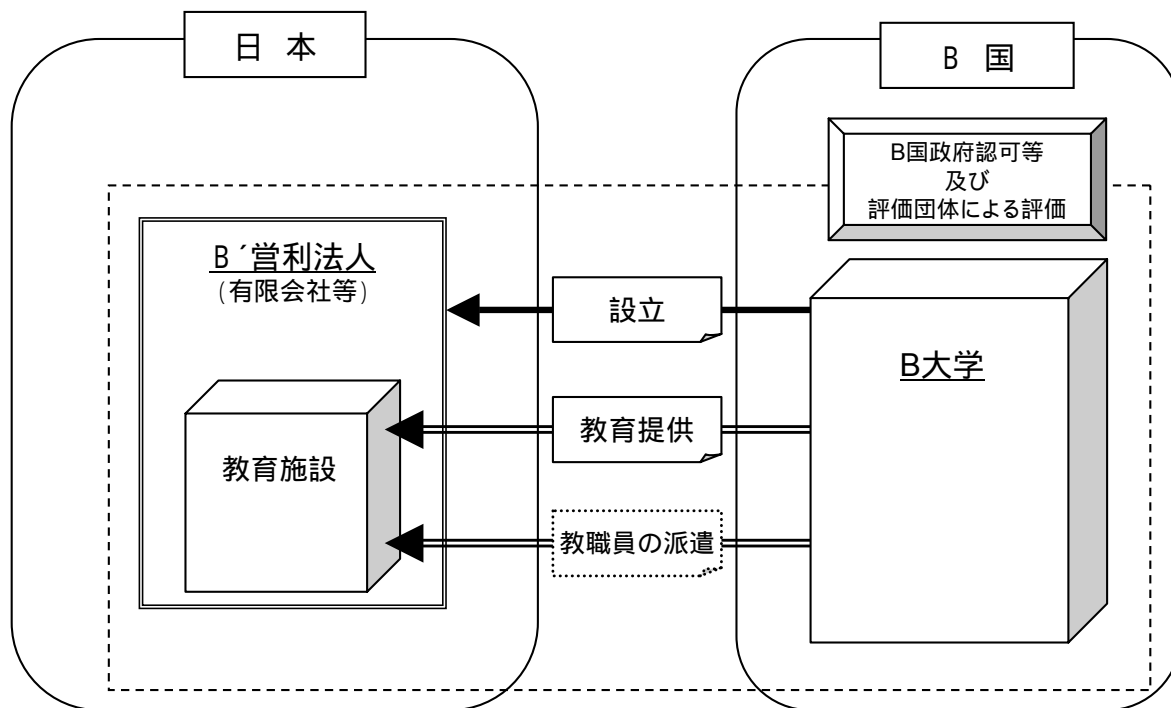 日 本
B 国
B国政府認可等
及び
評価団体による評価
B´営利法人
(有限会社等)
設立
B大学
教育提供
教育施設
教職員の派遣